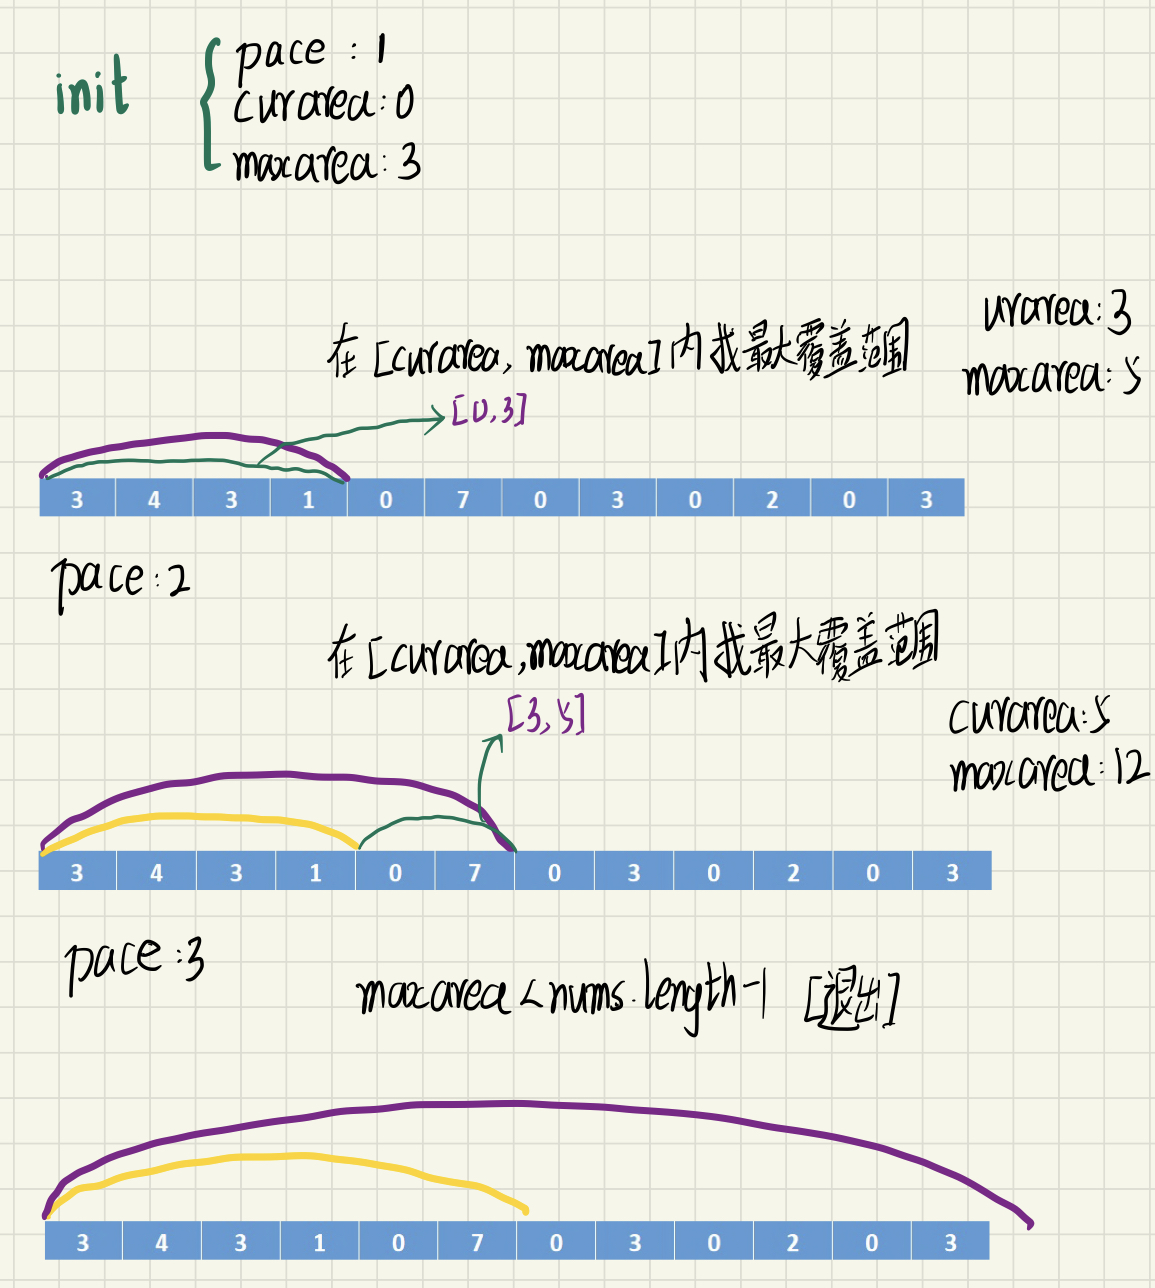 init
pace : 1
curarea: 0
maxarea: 3
在 [curarea, maxarea] 内找最大覆盖范围
urarea: 3
maxarea: 5
[0,3]
3 4 3 1 0 7 0 3 0 2 0 3
pace: 2
在 [curarea, maxarea] 内找最大覆盖范围
[3,5]
curarea: 5
maxarea: 12
3 4 3 1 0 7 0 3 0 2 0 3
pace: 3
maxarea < nums.length-1 [退出]
3 4 3 1 0 7 0 3 0 2 0 3